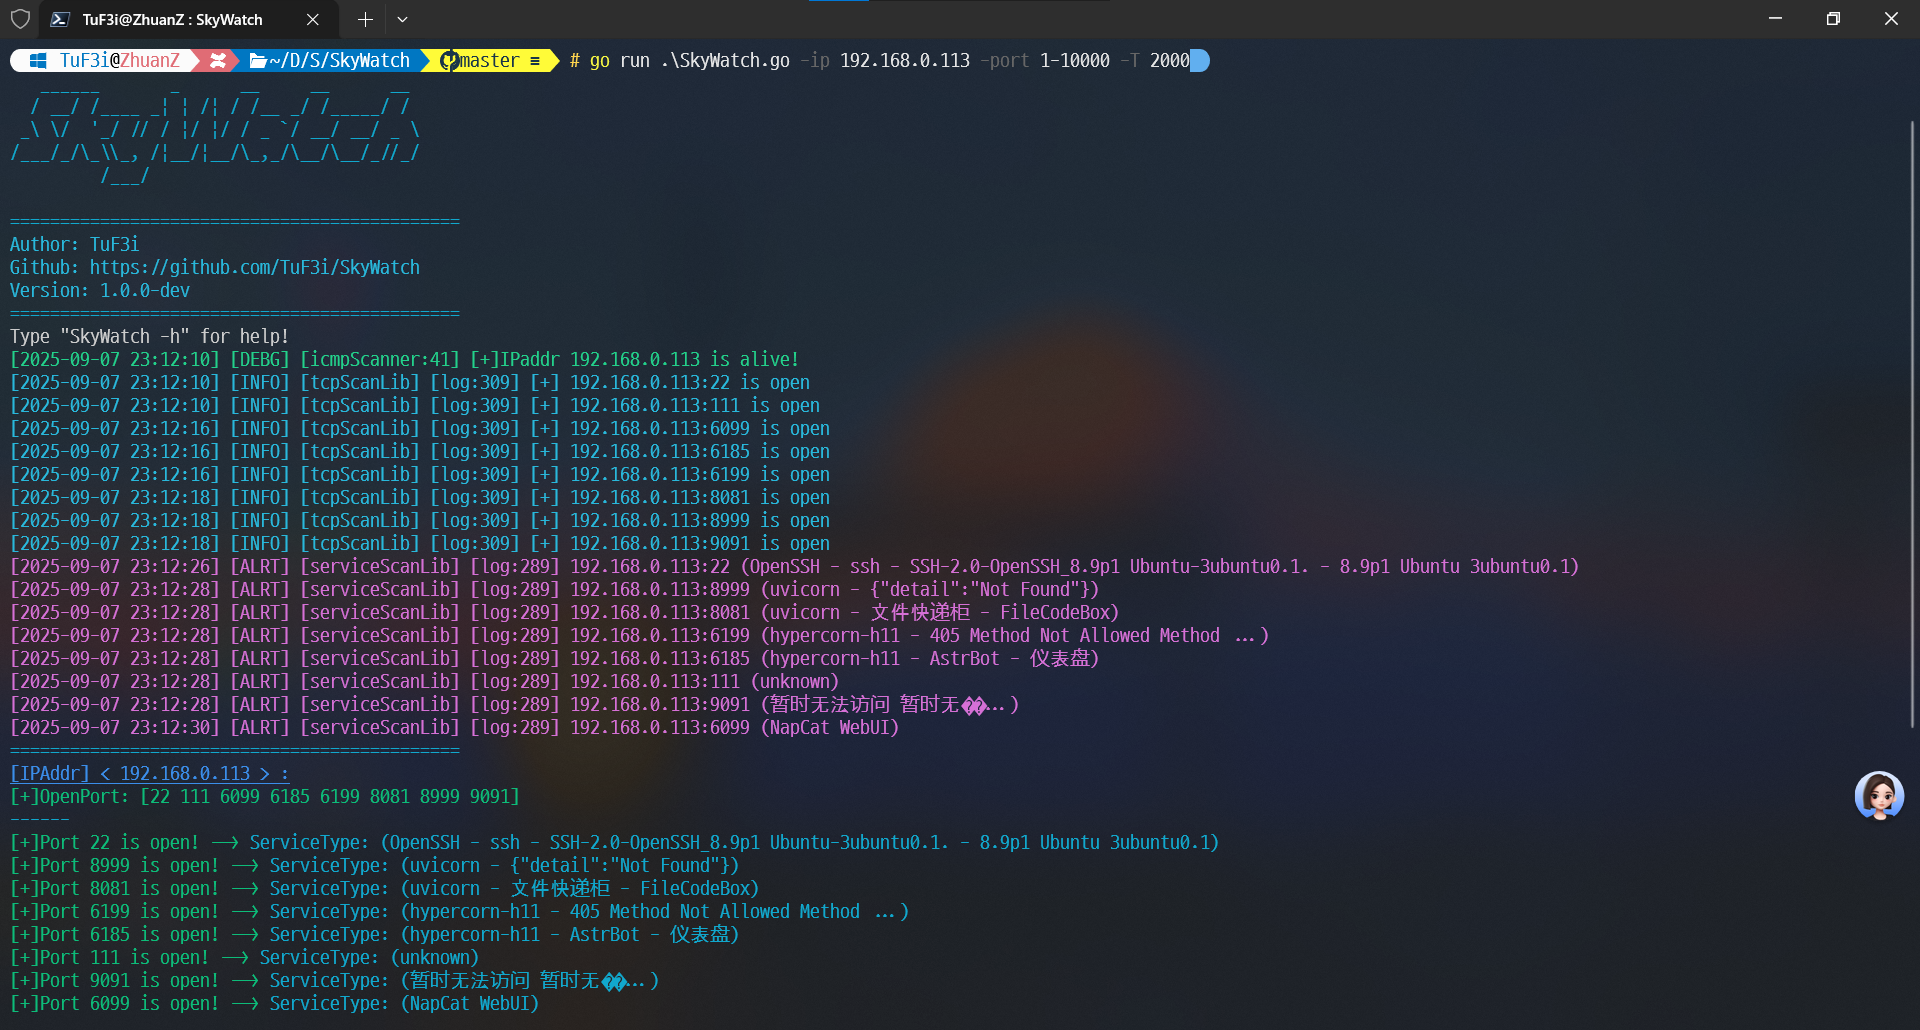 TuF3i@ZhuanZ : SkyWatch
TuF3i@ZhuanZ ~/D/S/SkyWatch master ≡ # go run .\SkyWatch.go -ip 192.168.0.113 -port 1-10000 -T 2000
=============================================
Author: TuF3i
Github: https://github.com/TuF3i/SkyWatch
Version: 1.0.0-dev
=============================================
Type "SkyWatch -h" for help!
[2025-09-07 23:12:10] [DEBG] [icmpScanner:41] [+]IPaddr 192.168.0.113 is alive!
[2025-09-07 23:12:10] [INFO] [tcpScanLib] [log:309] [+] 192.168.0.113:22 is open
[2025-09-07 23:12:10] [INFO] [tcpScanLib] [log:309] [+] 192.168.0.113:111 is open
[2025-09-07 23:12:16] [INFO] [tcpScanLib] [log:309] [+] 192.168.0.113:6099 is open
[2025-09-07 23:12:16] [INFO] [tcpScanLib] [log:309] [+] 192.168.0.113:6185 is open
[2025-09-07 23:12:16] [INFO] [tcpScanLib] [log:309] [+] 192.168.0.113:6199 is open
[2025-09-07 23:12:18] [INFO] [tcpScanLib] [log:309] [+] 192.168.0.113:8081 is open
[2025-09-07 23:12:18] [INFO] [tcpScanLib] [log:309] [+] 192.168.0.113:8999 is open
[2025-09-07 23:12:18] [INFO] [tcpScanLib] [log:309] [+] 192.168.0.113:9091 is open
[2025-09-07 23:12:26] [ALRT] [serviceScanLib] [log:289] 192.168.0.113:22 (OpenSSH - ssh - SSH-2.0-OpenSSH_8.9p1 Ubuntu-3ubuntu0.1. - 8.9p1 Ubuntu 3ubuntu0.1)
[2025-09-07 23:12:28] [ALRT] [serviceScanLib] [log:289] 192.168.0.113:8999 (uvicorn - {"detail":"Not Found"})
[2025-09-07 23:12:28] [ALRT] [serviceScanLib] [log:289] 192.168.0.113:8081 (uvicorn - 文件快递柜 - FileCodeBox)
[2025-09-07 23:12:28] [ALRT] [serviceScanLib] [log:289] 192.168.0.113:6199 (hypercorn-h11 - 405 Method Not Allowed Method ...)
[2025-09-07 23:12:28] [ALRT] [serviceScanLib] [log:289] 192.168.0.113:6185 (hypercorn-h11 - AstrBot - 仪表盘)
[2025-09-07 23:12:28] [ALRT] [serviceScanLib] [log:289] 192.168.0.113:111 (unknown)
[2025-09-07 23:12:28] [ALRT] [serviceScanLib] [log:289] 192.168.0.113:9091 (暂时无法访问 暂时无��...)
[2025-09-07 23:12:30] [ALRT] [serviceScanLib] [log:289] 192.168.0.113:6099 (NapCat WebUI)
=============================================
[IPAddr] < 192.168.0.113 > :
[+]OpenPort: [22 111 6099 6185 6199 8081 8999 9091]
------
[+]Port 22 is open! --> ServiceType: (OpenSSH - ssh - SSH-2.0-OpenSSH_8.9p1 Ubuntu-3ubuntu0.1. - 8.9p1 Ubuntu 3ubuntu0.1)
[+]Port 8999 is open! --> ServiceType: (uvicorn - {"detail":"Not Found"})
[+]Port 8081 is open! --> ServiceType: (uvicorn - 文件快递柜 - FileCodeBox)
[+]Port 6199 is open! --> ServiceType: (hypercorn-h11 - 405 Method Not Allowed Method ...)
[+]Port 6185 is open! --> ServiceType: (hypercorn-h11 - AstrBot - 仪表盘)
[+]Port 111 is open! --> ServiceType: (unknown)
[+]Port 9091 is open! --> ServiceType: (暂时无法访问 暂时无��...)
[+]Port 6099 is open! --> ServiceType: (NapCat WebUI)